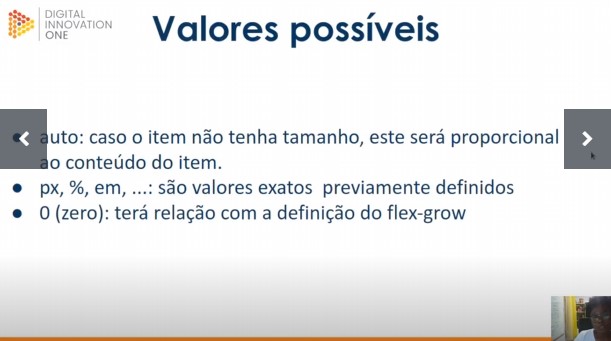 DIGITAL
INNOVATION
ONE
Valores possíveis
auto: caso o item não tenha tamanho, este será proporcional
ao conteúdo do item.
px, %, em, ...: são valores exatos previamente definidos
0 (zero): terá relação com a definição do flex-grow